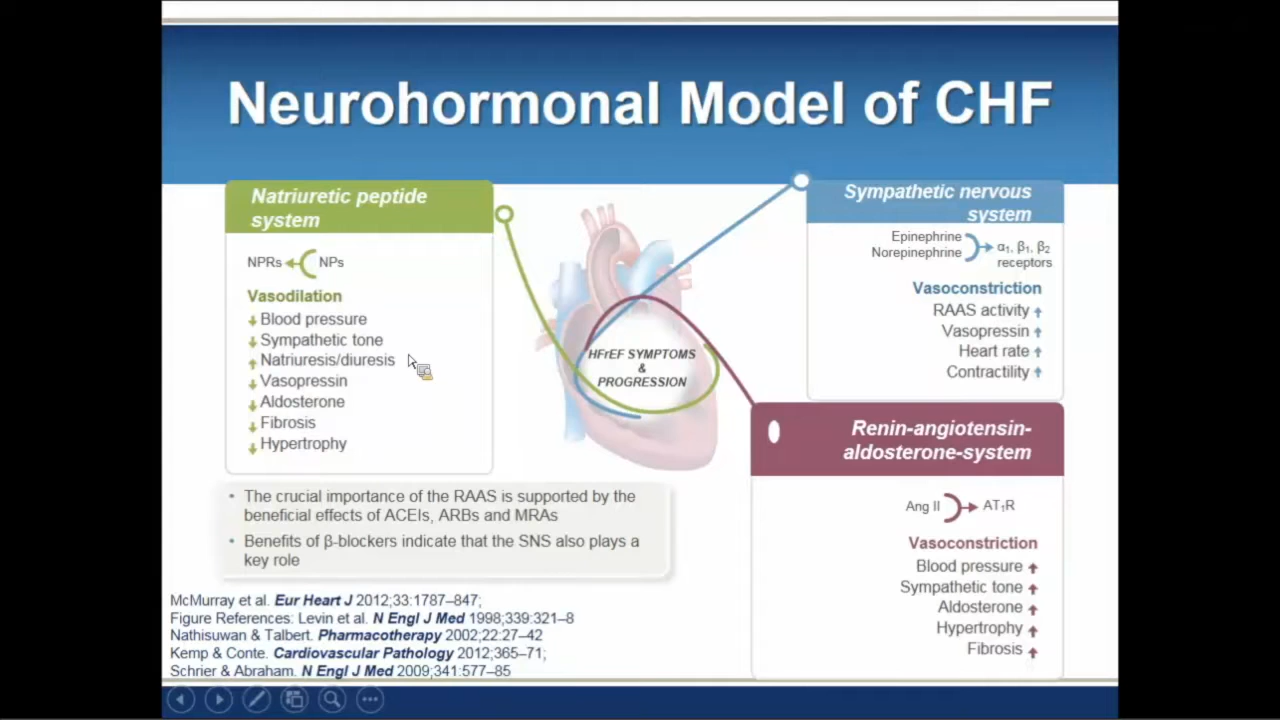 Neurohormonal Model of CHF
Natriuretic peptide
system
NPRs NPs
Vasodilation
Blood pressure
Sympathetic tone
Natriuresis/diuresis
Vasopressin
Aldosterone
Fibrosis
Hypertrophy
HFrEF SYMPTOMS
&
PROGRESSION
Sympathetic nervous
system
Epinephrine
Norepinephrine
α1, β1, β2
receptors
Vasoconstriction
RAAS activity
Vasopressin
Heart rate
Contractility
Renin-angiotensin-
aldosterone-system
Ang II AT1R
Vasoconstriction
Blood pressure
Sympathetic tone
Aldosterone
Hypertrophy
Fibrosis
• The crucial importance of the RAAS is supported by the
beneficial effects of ACEIs, ARBs and MRAs
• Benefits of β-blockers indicate that the SNS also plays a
key role
McMurray et al. Eur Heart J 2012;33:1787–847;
Figure References: Levin et al. N Engl J Med 1998;339:321–8
Nathisuwan & Talbert. Pharmacotherapy 2002;22:27–42
Kemp & Conte. Cardiovascular Pathology 2012;365–71;
Schrier & Abraham. N Engl J Med 2009;341:577–85